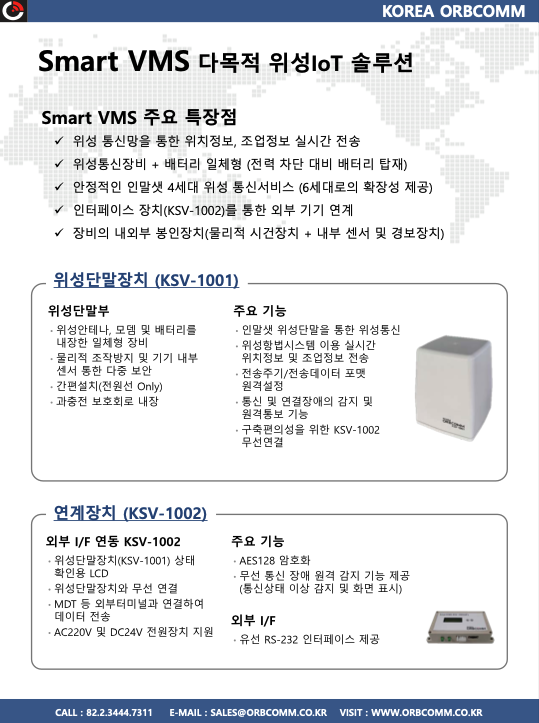 KOREA ORBCOMM
Smart VMS 다목적 위성IoT 솔루션
Smart VMS 주요 특장점
✓ 위성 통신망을 통한 위치정보, 조업정보 실시간 전송
✓ 위성통신장비 + 배터리 일체형 (전력 차단 대비 배터리 탑재)
✓ 안정적인 인말샛 4세대 위성 통신서비스 (6세대로의 확장성 제공)
✓ 인터페이스 장치(KSV-1002)를 통한 외부 기기 연계
✓ 장비의 내외부 봉인장치(물리적 시건장치 + 내부 센서 및 경보장치)
위성단말장치 (KSV-1001)
위성단말부
· 위성안테나, 모뎀 및 배터리를
내장한 일체형 장비
· 물리적 조작방지 및 기기 내부
센서 통한 다중 보안
· 간편설치(전원선 Only)
· 과충전 보호회로 내장
주요 기능
· 인말샛 위성단말을 통한 위성통신
· 위성항법시스템 이용 실시간
위치정보 및 조업정보 전송
· 전송주기/전송데이터 포맷
원격설정
· 통신 및 연결장애의 감지 및
원격통보 기능
· 구축편의성을 위한 KSV-1002
무선연결
ORBCOMM
연계장치 (KSV-1002)
외부 I/F 연동 KSV-1002
· 위성단말장치(KSV-1001) 상태
확인용 LCD
· 위성단말장치와 무선 연결
· MDT 등 외부터미널과 연결하여
데이터 전송
· AC220V 및 DC24V 전원장치 지원
주요 기능
· AES128 암호화
· 무선 통신 장애 원격 감지 기능 제공
(통신상태 이상 감지 및 화면 표시)
외부 I/F
· 유선 RS-232 인터페이스 제공
CALL : 82.2.3444.7311 E-MAIL : SALES@ORBCOMM.CO.KR VISIT : WWW.ORBCOMM.CO.KR